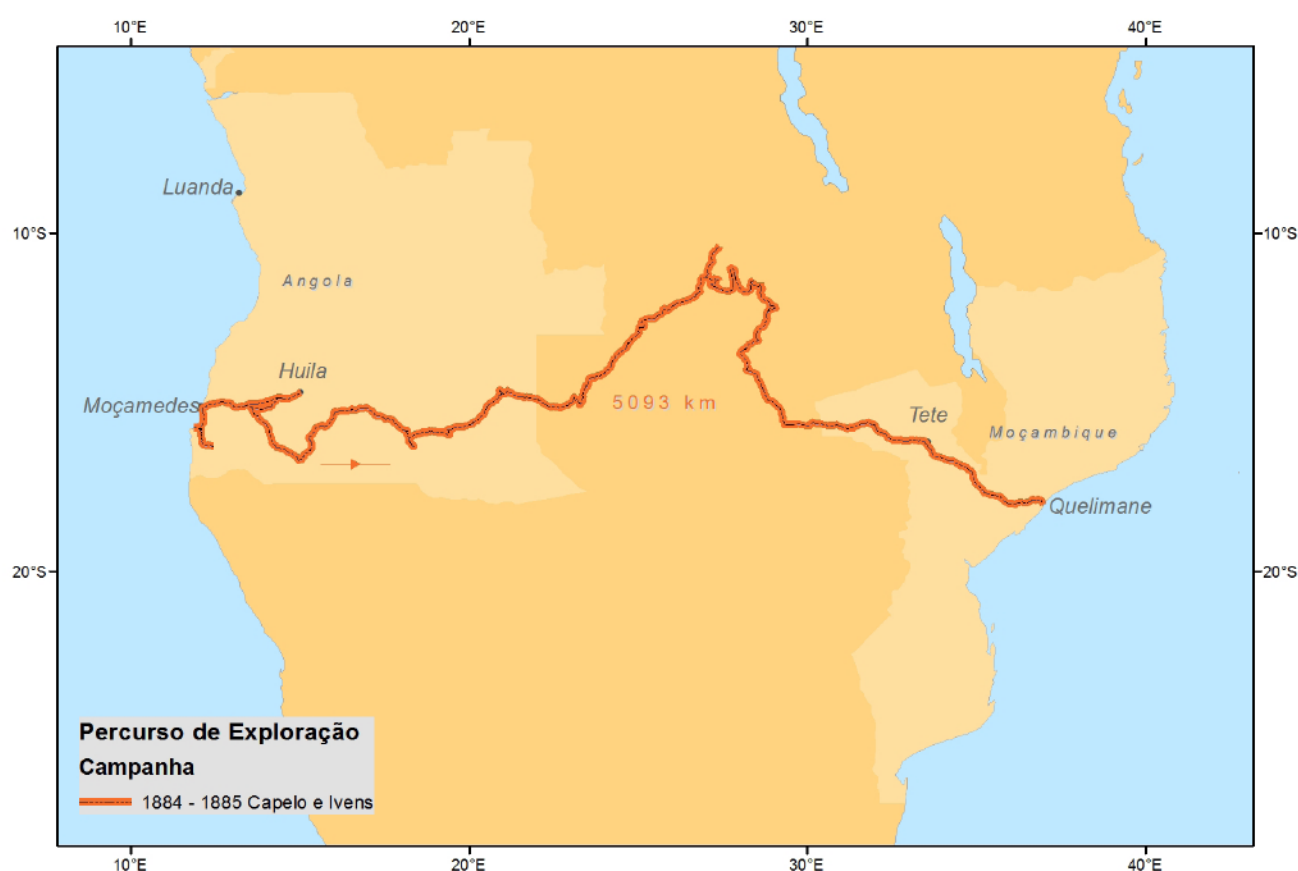 10°E 20°E 30°E 40°E
Luanda
10°S 10°S
Angola
Huila
Moçamedes
5093 km
Tete
Moçambique
Quelimane
20°S 20°S
Percurso de Exploração
Campanha
1884 - 1885 Capelo e Ivens
10°E 20°E 30°E 40°E